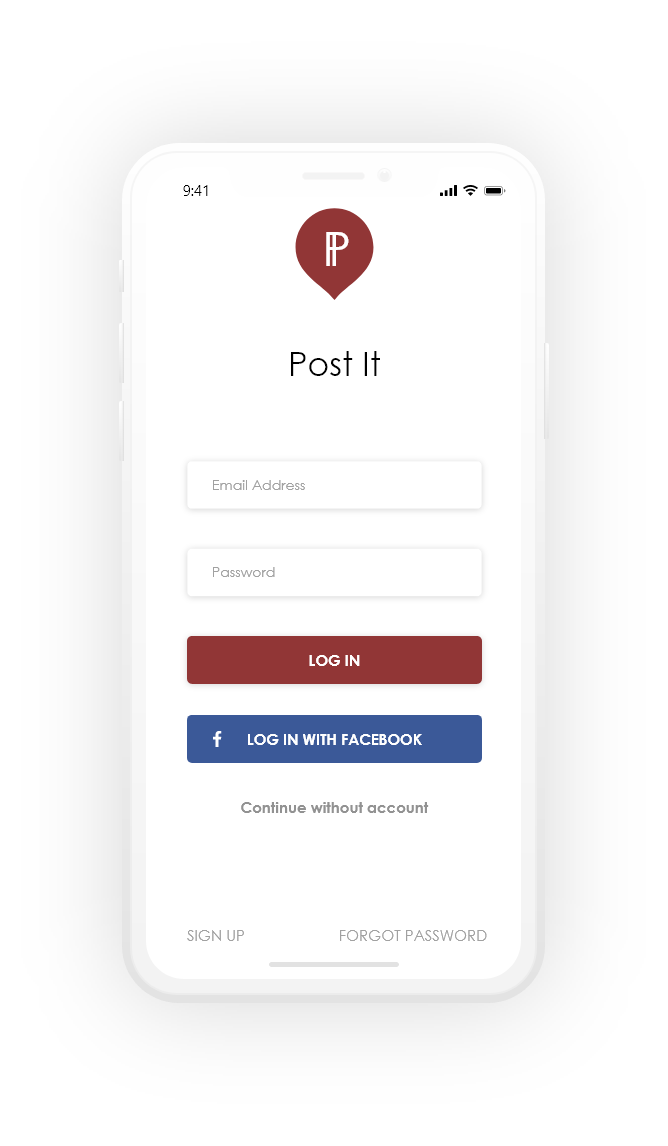 9:41
P
Post It
Email Address
Password
LOG IN
f LOG IN WITH FACEBOOK
Continue without account
SIGN UP FORGOT PASSWORD